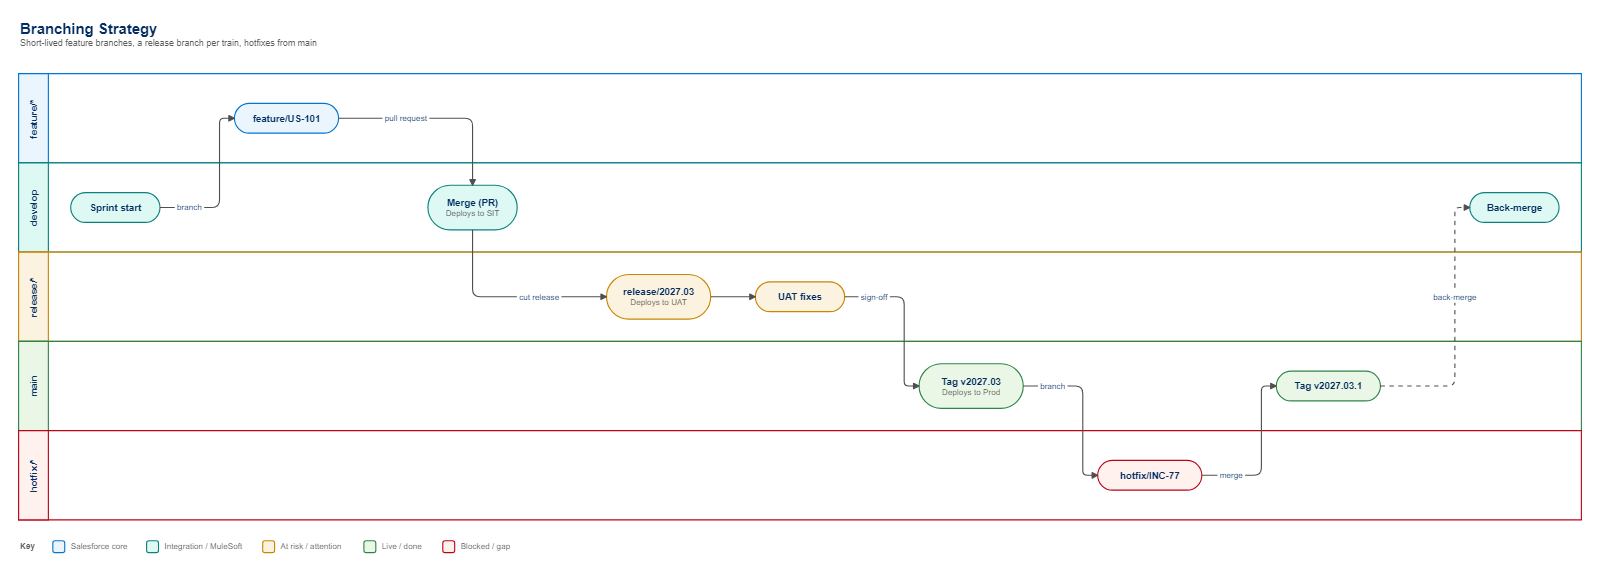 Branching Strategy
Short-lived feature branches, a release branch per train, hotfixes from main
feature/*
feature/US-101
pull request
develop
Sprint start
branch
Merge (PR)
Deploys to SIT
Back-merge
release/*
cut release
release/2027.03
Deploys to UAT
UAT fixes
sign-off
back-merge
main
Tag v2027.03
Deploys to Prod
branch
Tag v2027.03.1
hotfix/*
hotfix/INC-77
merge
Key
Salesforce core
Integration / MuleSoft
At risk / attention
Live / done
Blocked / gap